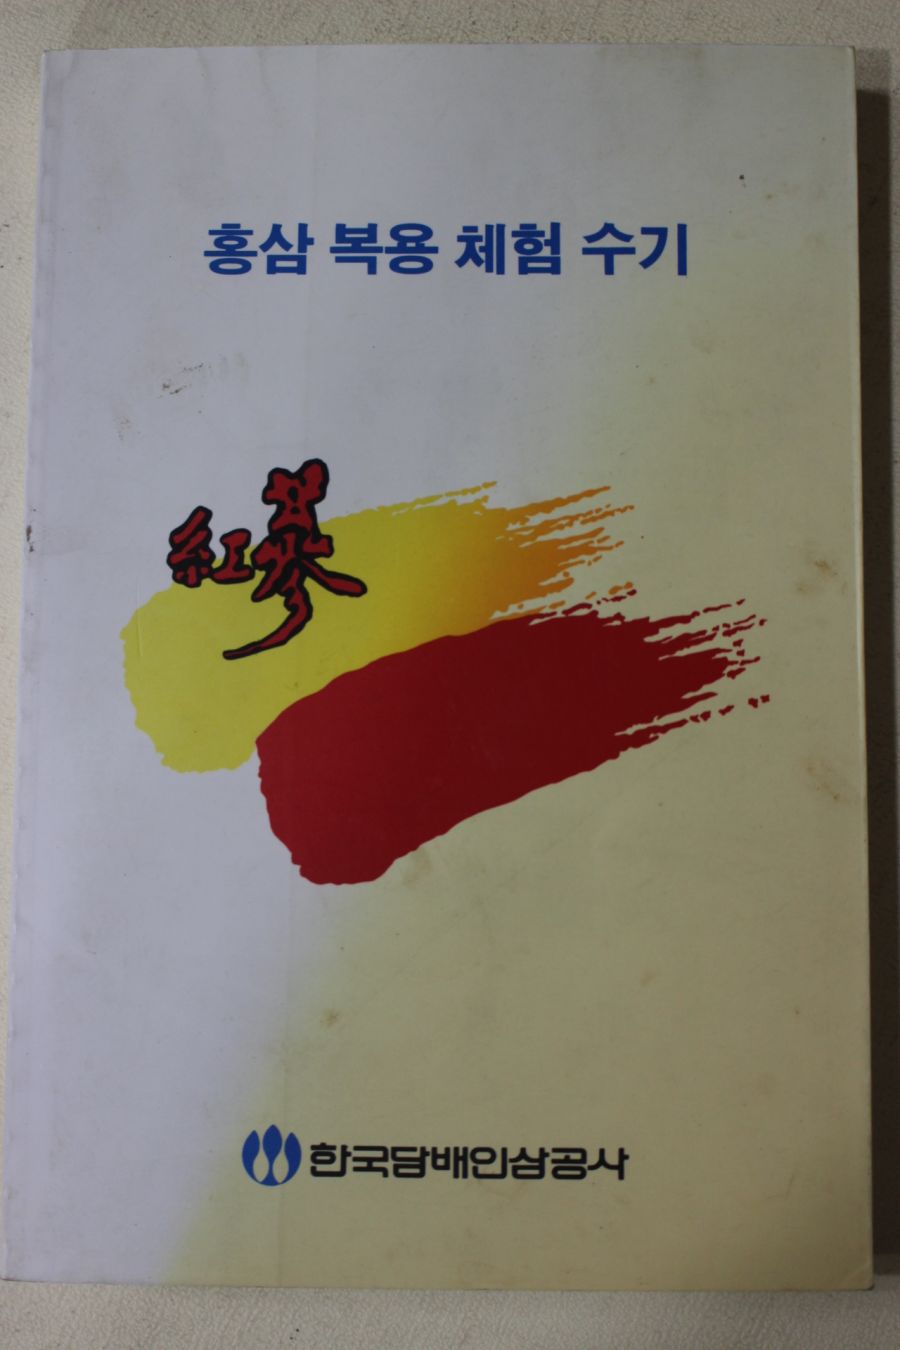 홍삼 복용 체험 수기
紅蔘
한국담배인삼공사